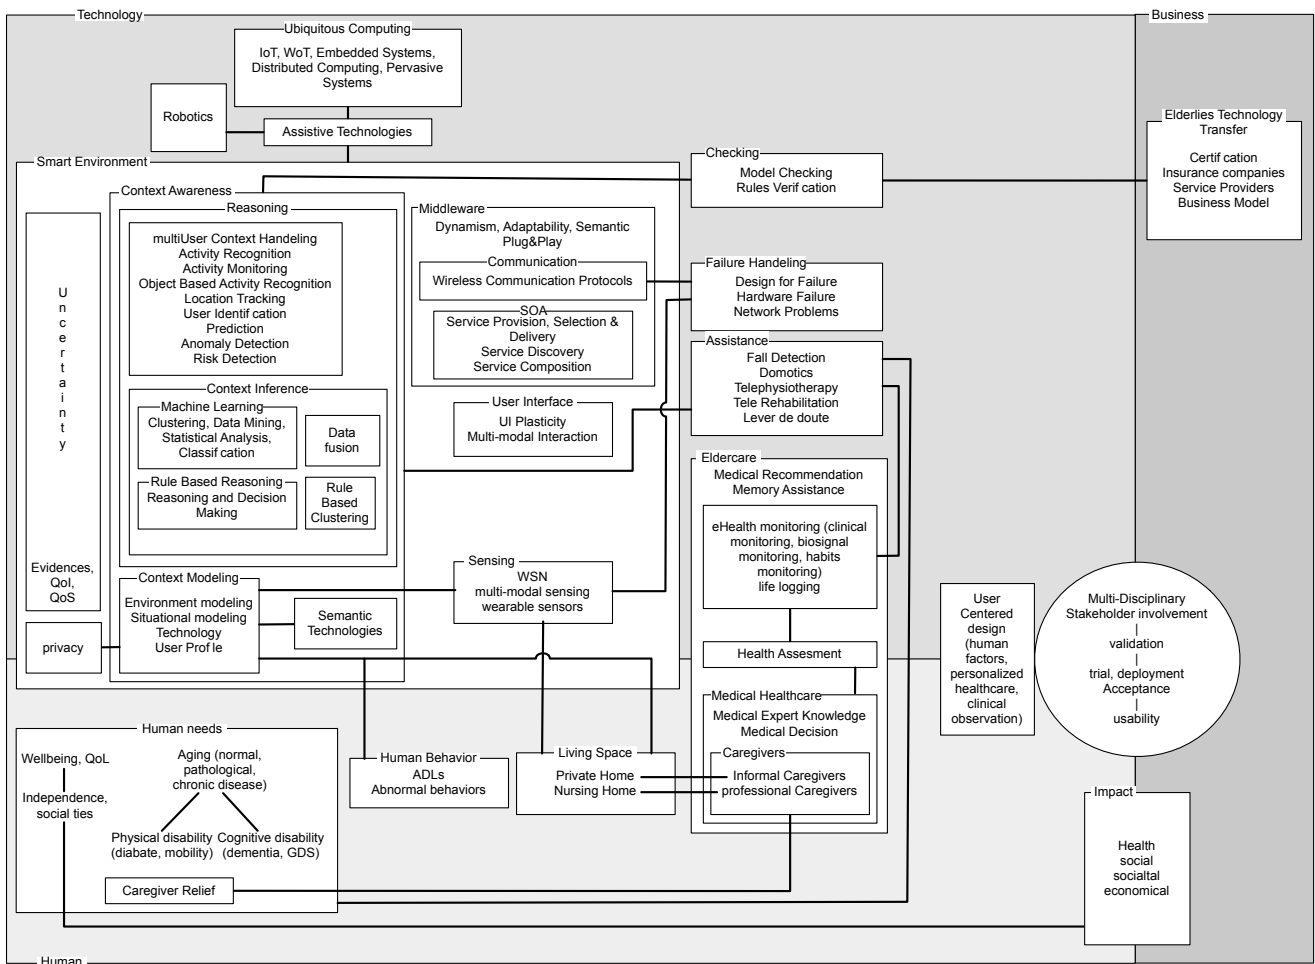 Technology
Business
Ubiquitous Computing
IoT, WoT, Embedded Systems,
Distributed Computing, Pervasive
Systems
Robotics
Assistive Technologies
Elderlies Technology
Transfer
Certif cation
Insurance companies
Service Providers
Business Model
Smart Environment
Checking
Model Checking
Rules Verif cation
Context Awareness
Reasoning
multiUser Context Handeling
Activity Recognition
Activity Monitoring
Object Based Activity Recognition
Location Tracking
User Identif cation
Prediction
Anomaly Detection
Risk Detection
Middleware
Dynamism, Adaptability, Semantic
Plug&Play
Communication
Wireless Communication Protocols
SOA
Service Provision, Selection &
Delivery
Service Discovery
Service Composition
Failure Handeling
Design for Failure
Hardware Failure
Network Problems
Assistance
Fall Detection
Domotics
Telephysiotherapy
Tele Rehabilitation
Lever de doute
Uncertainty
Evidences,
QoI,
QoS
Context Inference
Machine Learning
Clustering, Data Mining,
Statistical Analysis,
Classif cation
Data
fusion
Rule Based Reasoning
Reasoning and Decision
Making
Rule
Based
Clustering
User Interface
UI Plasticity
Multi-modal Interaction
Eldercare
Medical Recommendation
Memory Assistance
eHealth monitoring (clinical
monitoring, biosignal
monitoring, habits
monitoring)
life logging
Health Assesment
Context Modeling
Environment modeling
Situational modeling
Technology
User Prof le
Semantic
Technologies
privacy
Sensing
WSN
multi-modal sensing
wearable sensors
User
Centered
design
(human
factors,
personalized
healthcare,
clinical
observation)
Multi-Disciplinary
Stakeholder involvement
|
validation
|
trial, deployment
Acceptance
|
usability
Medical Healthcare
Medical Expert Knowledge
Medical Decision
Caregivers
Informal Caregivers
professional Caregivers
Human needs
Wellbeing, QoL
Independence,
social ties
Aging (normal,
pathological,
chronic disease)
Physical disability
(diabate, mobility)
Cognitive disability
(dementia, GDS)
Caregiver Relief
Human Behavior
ADLs
Abnormal behaviors
Living Space
Private Home
Nursing Home
Impact
Health
social
socialtal
economical
Human